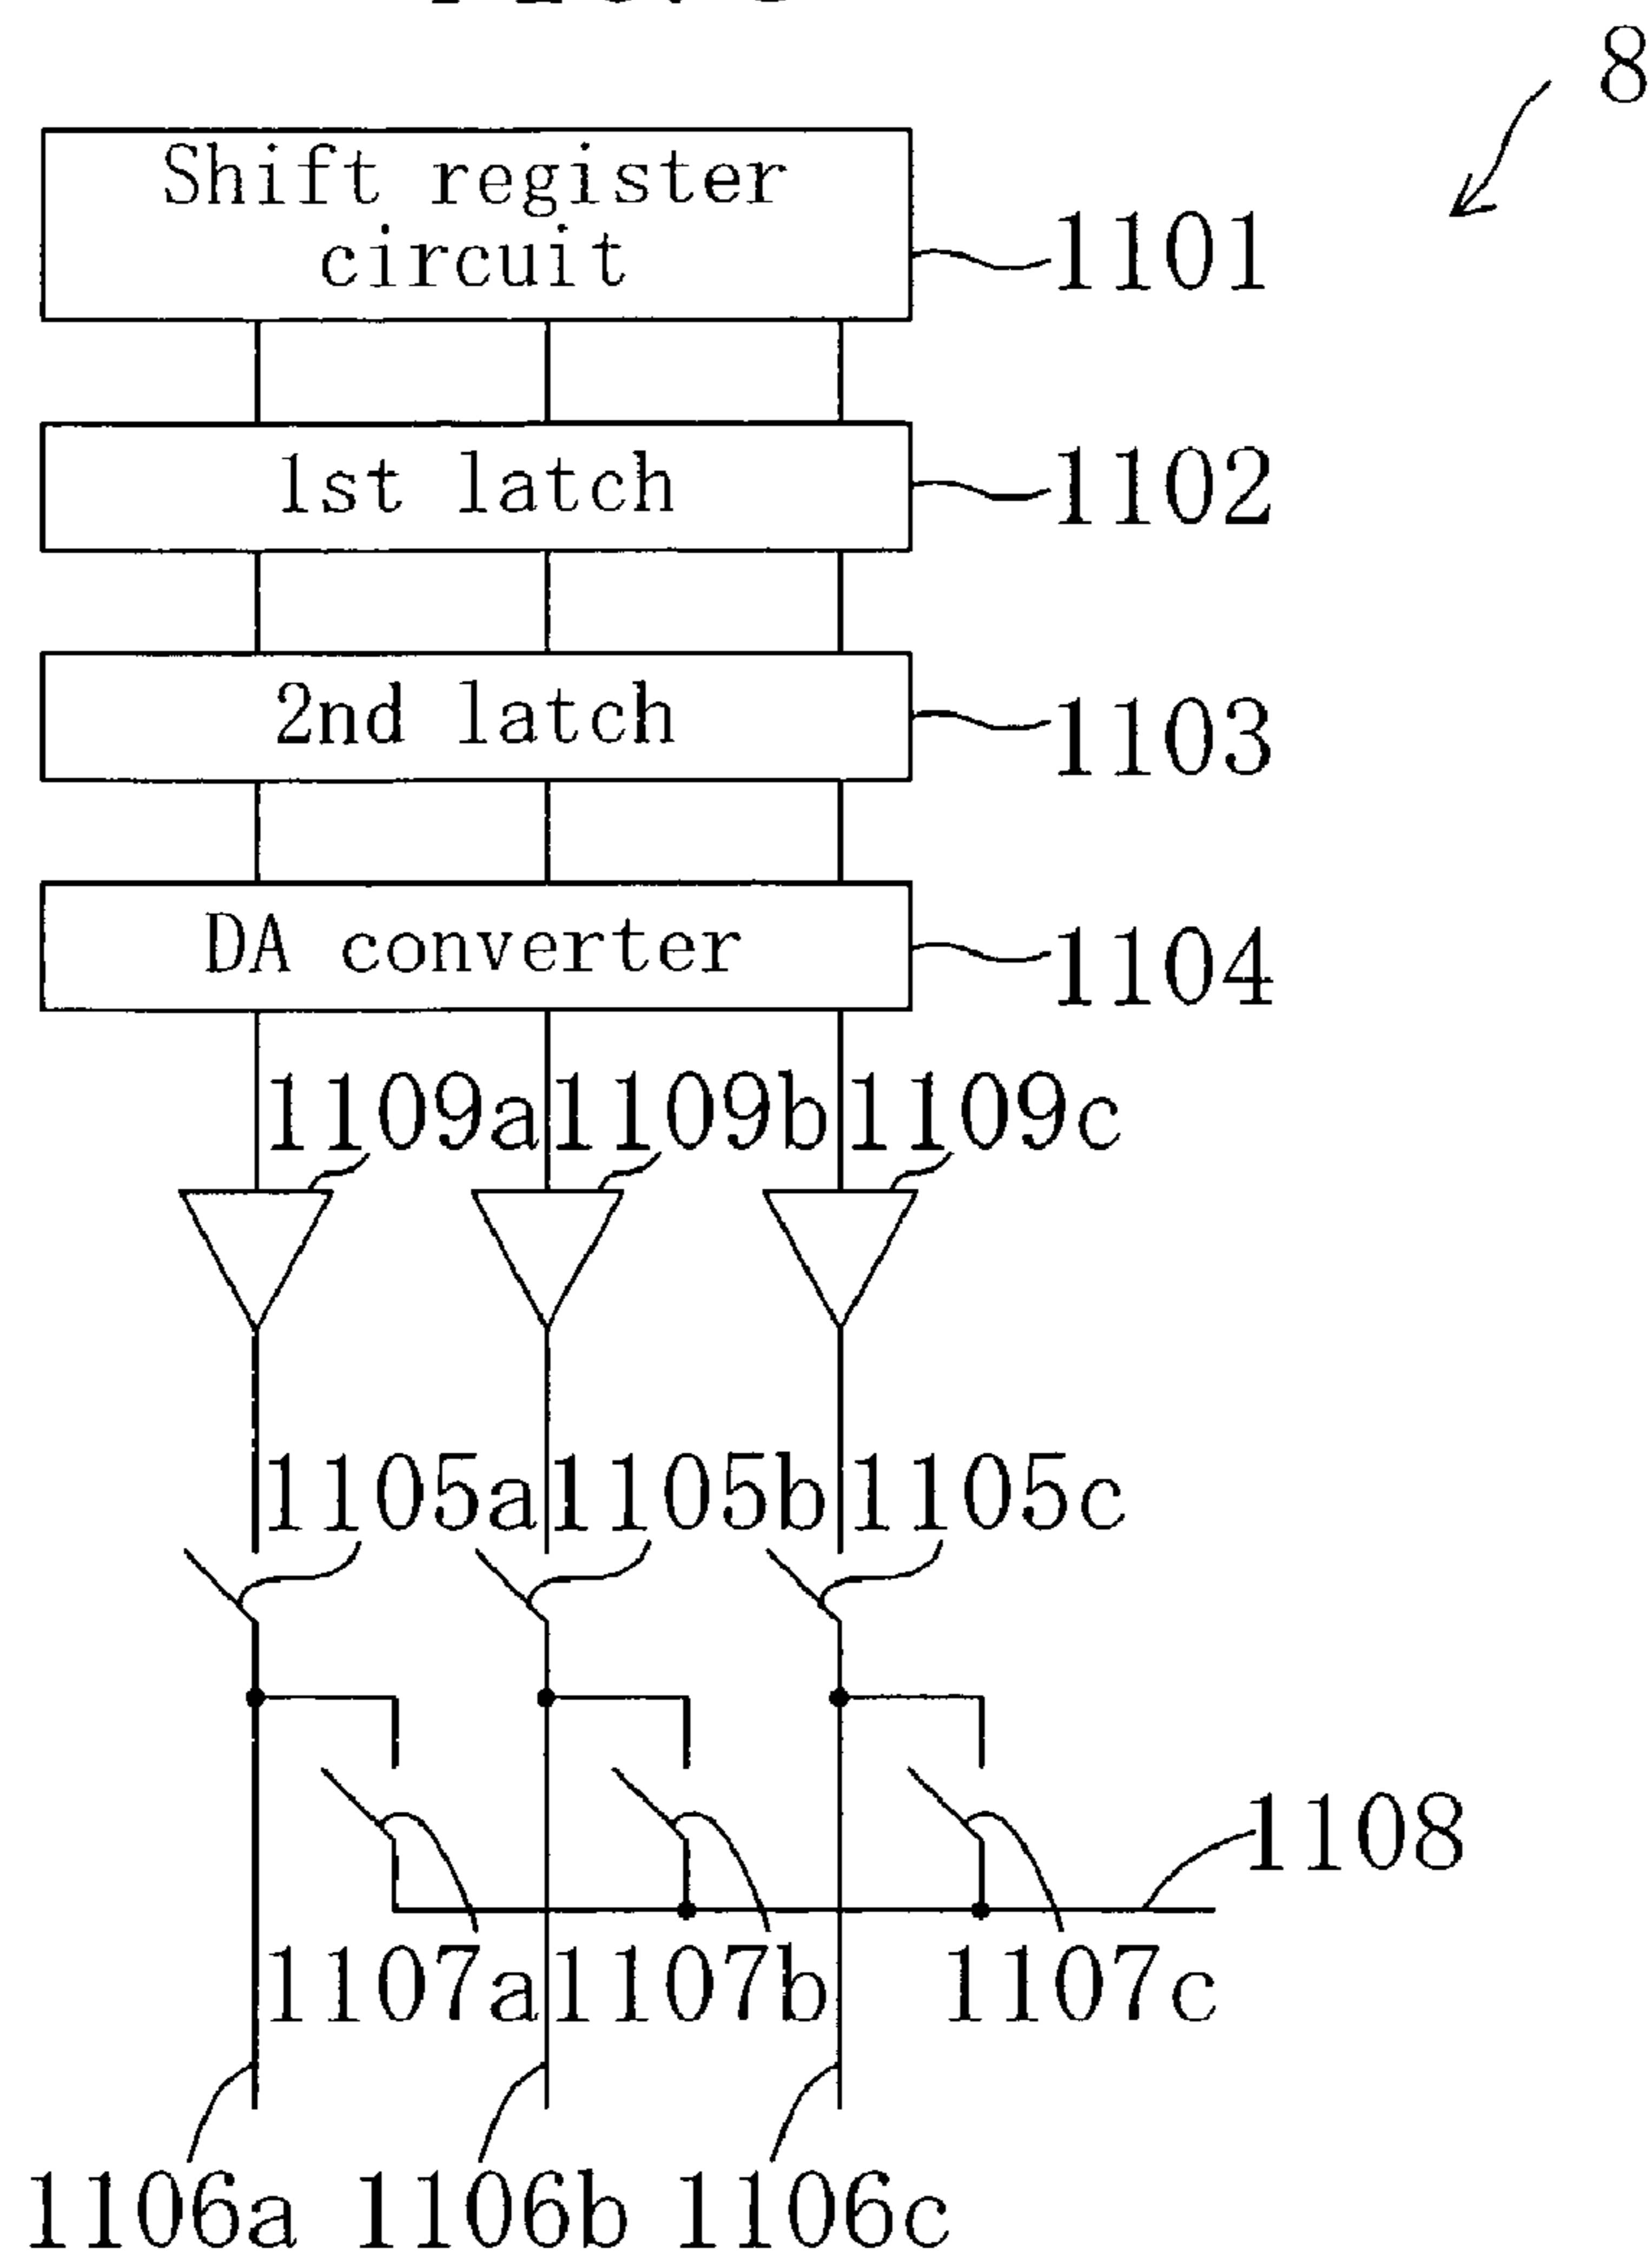 8
Shift register
circuit
1101
1st latch
1102
2nd latch
1103
DA converter
1104
1109a 1109b 1109c
1105a 1105b 1105c
1108
1107a 1107b 1107c
1106a 1106b 1106c